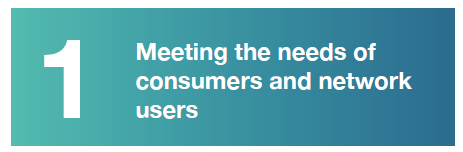 1
Meeting the needs of
consumers and network
users